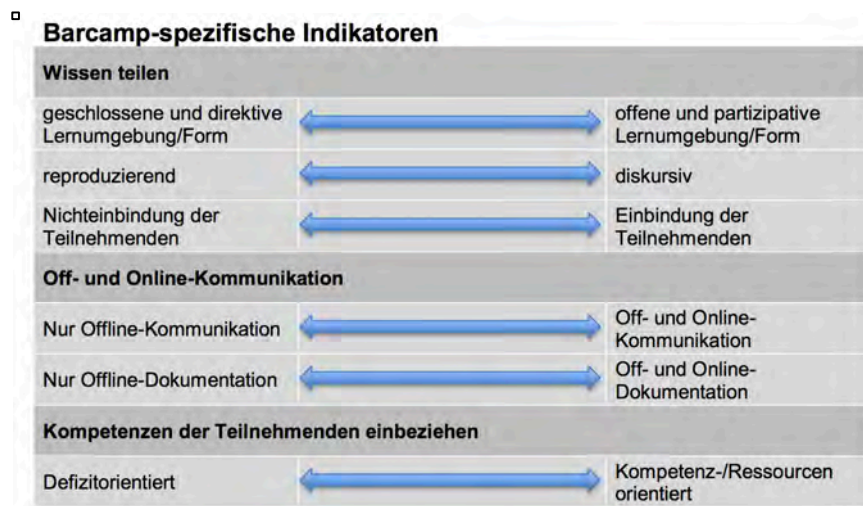 Barcamp-spezifische Indikatoren
Wissen teilen
geschlossene und direktive
Lernumgebung/Form
offene und partizipative
Lernumgebung/Form
reproduzierend
diskursiv
Nichteinbindung der
Teilnehmenden
Einbindung der
Teilnehmenden
Off- und Online-Kommunikation
Nur Offline-Kommunikation
Off- und Online-
Kommunikation
Nur Offline-Dokumentation
Off- und Online-
Dokumentation
Kompetenzen der Teilnehmenden einbeziehen
Defizitorientiert
Kompetenz-/Ressourcen
orientiert